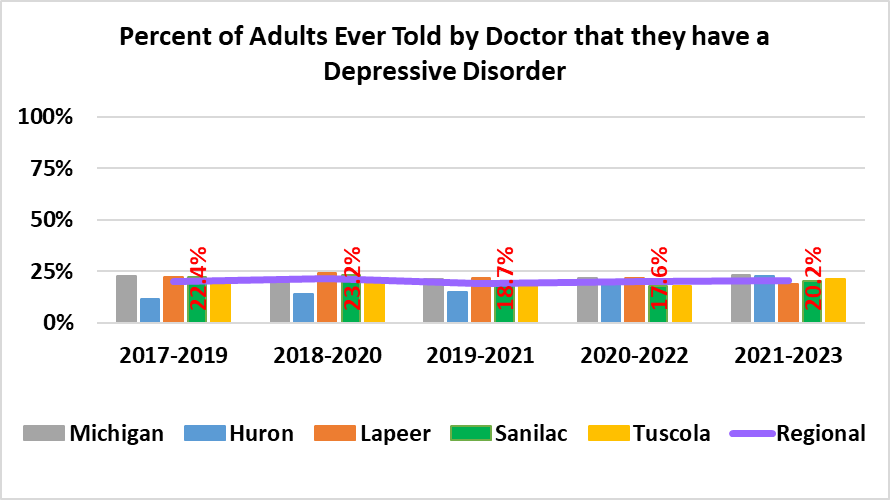 Percent of Adults Ever Told by Doctor that they have a
Depressive Disorder
100%
75%
50%
25%
0%
22.4%
23.2%
18.7%
17.6%
20.2%
2017-2019
2018-2020
2019-2021
2020-2022
2021-2023
Michigan
Huron
Lapeer
Sanilac
Tuscola
Regional